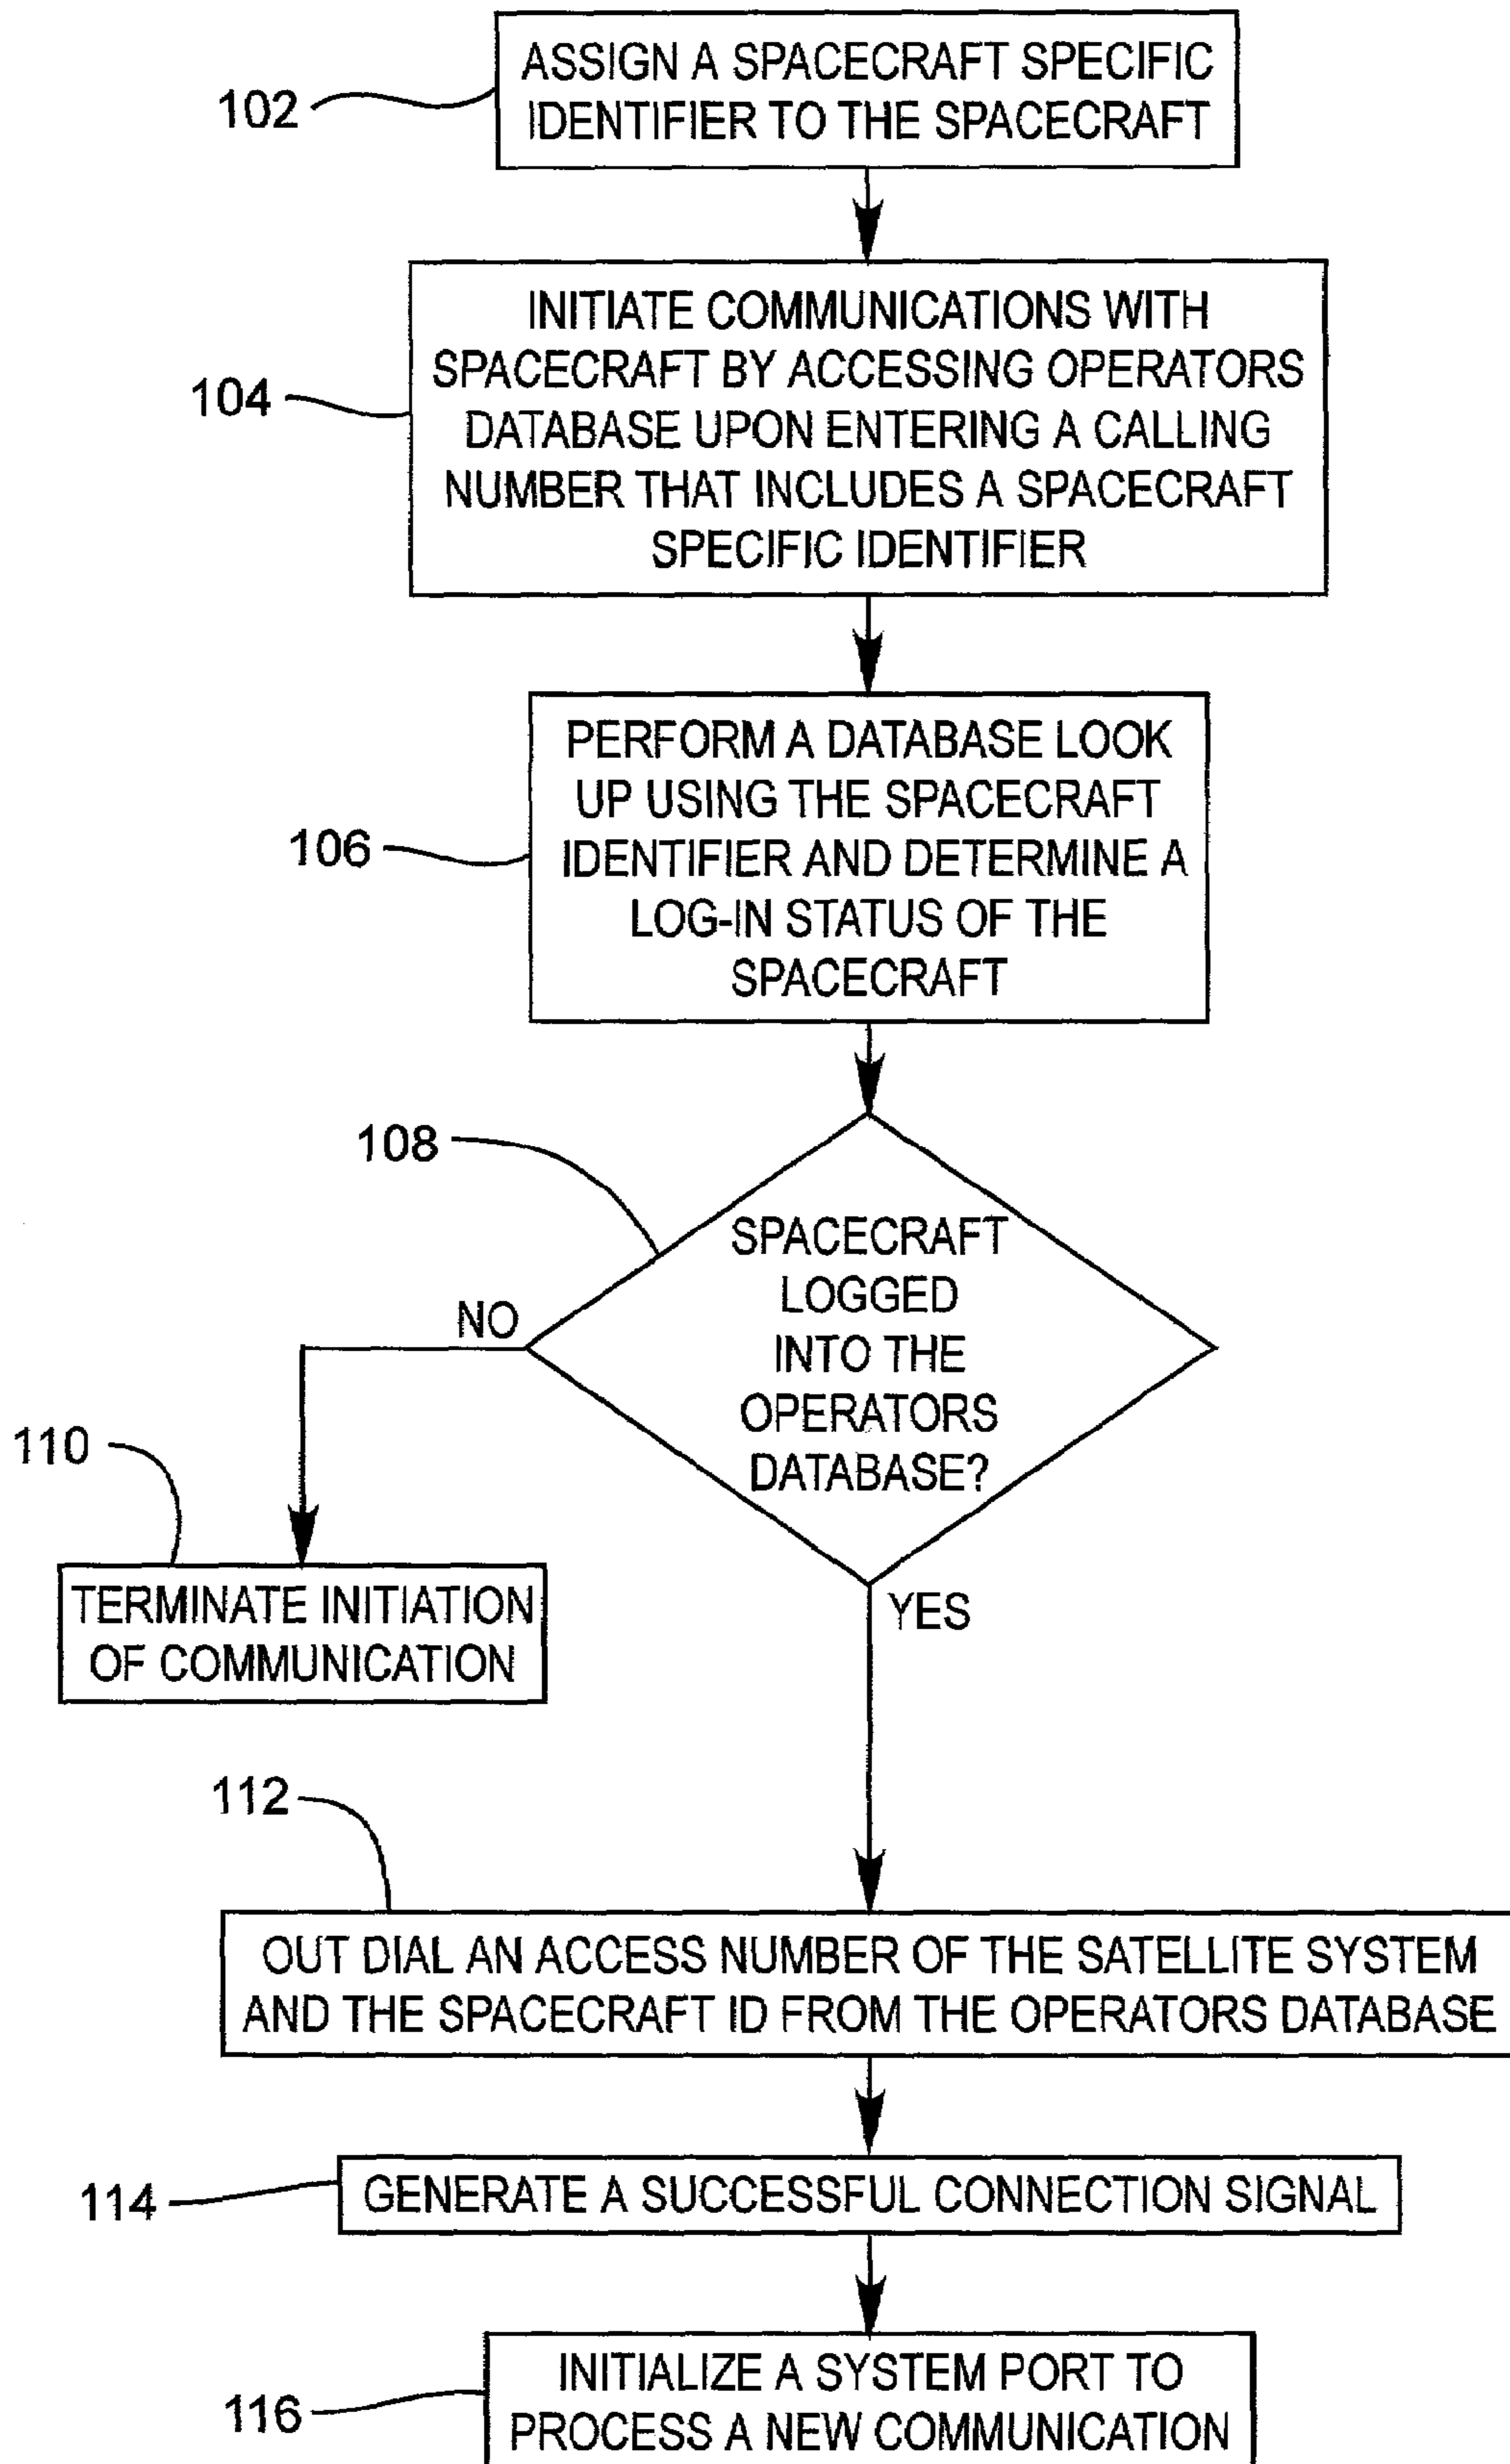 102
ASSIGN A SPACECRAFT SPECIFIC
IDENTIFIER TO THE SPACECRAFT
104
INITIATE COMMUNICATIONS WITH
SPACECRAFT BY ACCESSING OPERATORS
DATABASE UPON ENTERING A CALLING
NUMBER THAT INCLUDES A SPACECRAFT
SPECIFIC IDENTIFIER
106
PERFORM A DATABASE LOOK
UP USING THE SPACECRAFT
IDENTIFIER AND DETERMINE A
LOG-IN STATUS OF THE
SPACECRAFT
108
SPACECRAFT
LOGGED
INTO THE
OPERATORS
DATABASE?
NO
110
TERMINATE INITIATION
OF COMMUNICATION
YES
112
OUT DIAL AN ACCESS NUMBER OF THE SATELLITE SYSTEM
AND THE SPACECRAFT ID FROM THE OPERATORS DATABASE
114
GENERATE A SUCCESSFUL CONNECTION SIGNAL
116
INITIALIZE A SYSTEM PORT TO
PROCESS A NEW COMMUNICATION